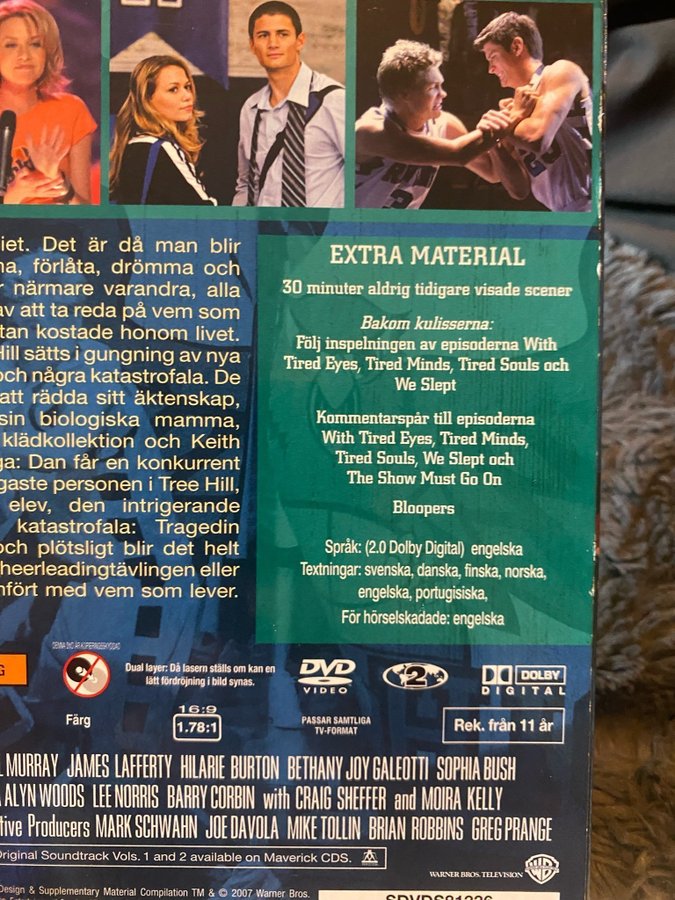 iet. Det är då man blir
na, förlåta, drömma och
r närmare varandra, alla
av att ta reda på vem som
tan kostade honom livet.
Hill sätts i gungning av nya
och några katastrofala. De
att rädda sitt äktenskap,
sin biologiska mamma,
klädkollektion och Keith
ga: Dan får en konkurrent
gaste personen i Tree Hill,
elev, den intrigerande
katastrofala: Tragedin
och plötsligt blir det helt
cheerleadingtävlingen eller
mfört med vem som lever.
EXTRA MATERIAL
30 minuter aldrig tidigare visade scener
Bakom kulisserna:
Följ inspelningen av episoderna With
Tired Eyes, Tired Minds, Tired Souls och
We Slept
Kommentarspår till episoderna
With Tired Eyes, Tired Minds,
Tired Souls, We Slept och
The Show Must Go On
Bloopers
Språk: (2.0 Dolby Digital) engelska
Textningar: svenska, danska, finska, norska,
engelska, portugisiska,
För hörselskadade: engelska
DENNA DVD ÄR KOPIERINGSSKYDDAD
G
Dual layer: Då lasern ställs om kan en
lätt fördröjning i bild synas.
DVD
VIDEO
2
DOLBY
DIGITAL
Färg
16:9
1.78:1
PASSAR SAMTLIGA
TV-FORMAT
Rek. från 11 år
L MURRAY JAMES LAFFERTY HILARIE BURTON BETHANY JOY GALEOTTI SOPHIA BUSH
A ALYN WOODS LEE NORRIS BARRY CORBIN with CRAIG SHEFFER and MOIRA KELLY
tive Producers MARK SCHWAHN JOE DAVOLA MIKE TOLLIN BRIAN ROBBINS GREG PRANGE
Original Soundtrack Vols. 1 and 2 available on Maverick CDS.
WARNER BROS. TELEVISION
Design & Supplementary Material Compilation TM & © 2007 Warner Bros.